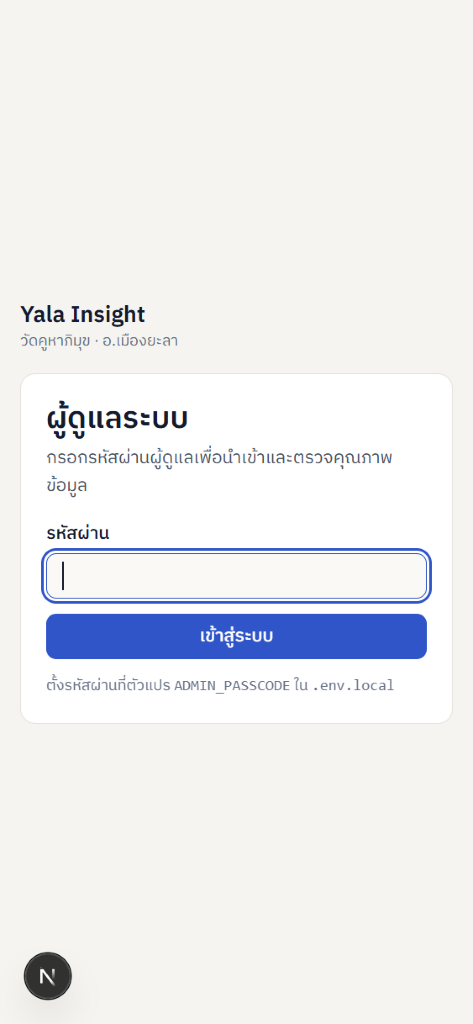 Yala Insight
วัดคูหาภิมุข · อ.เมืองยะลา
ผู้ดูแลระบบ
กรอกรหัสผ่านผู้ดูแลเพื่อนำเข้าและตรวจคุณภาพ
ข้อมูล
รหัสผ่าน
เข้าสู่ระบบ
ตั้งรหัสผ่านที่ตัวแปร ADMIN_PASSCODE ใน .env.local
N